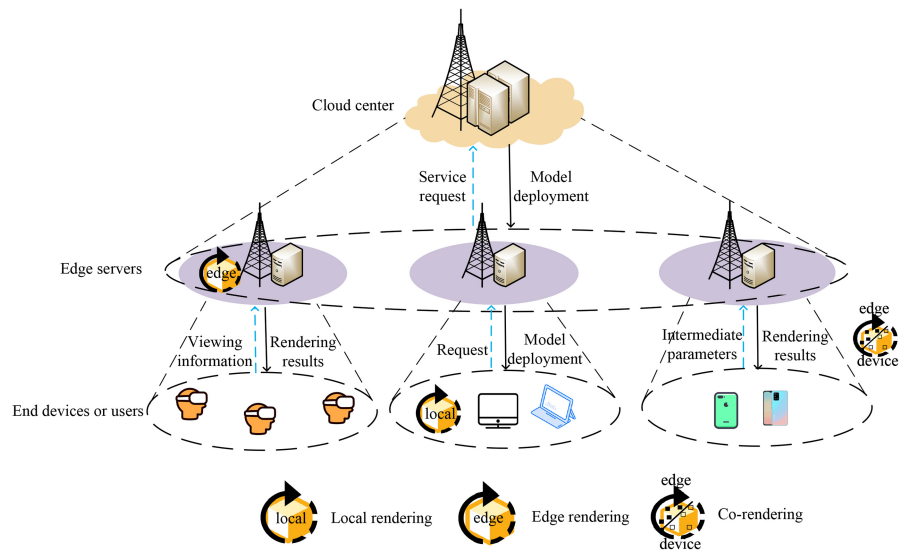 Cloud center
Service
request
Model
deployment
Edge servers
edge
Viewing
information
Rendering
results
Request
Model
deployment
Intermediate
parameters
Rendering
results
edge
device
End devices or users
local
local
Local rendering
edge
Edge rendering
edge
device
Co-rendering